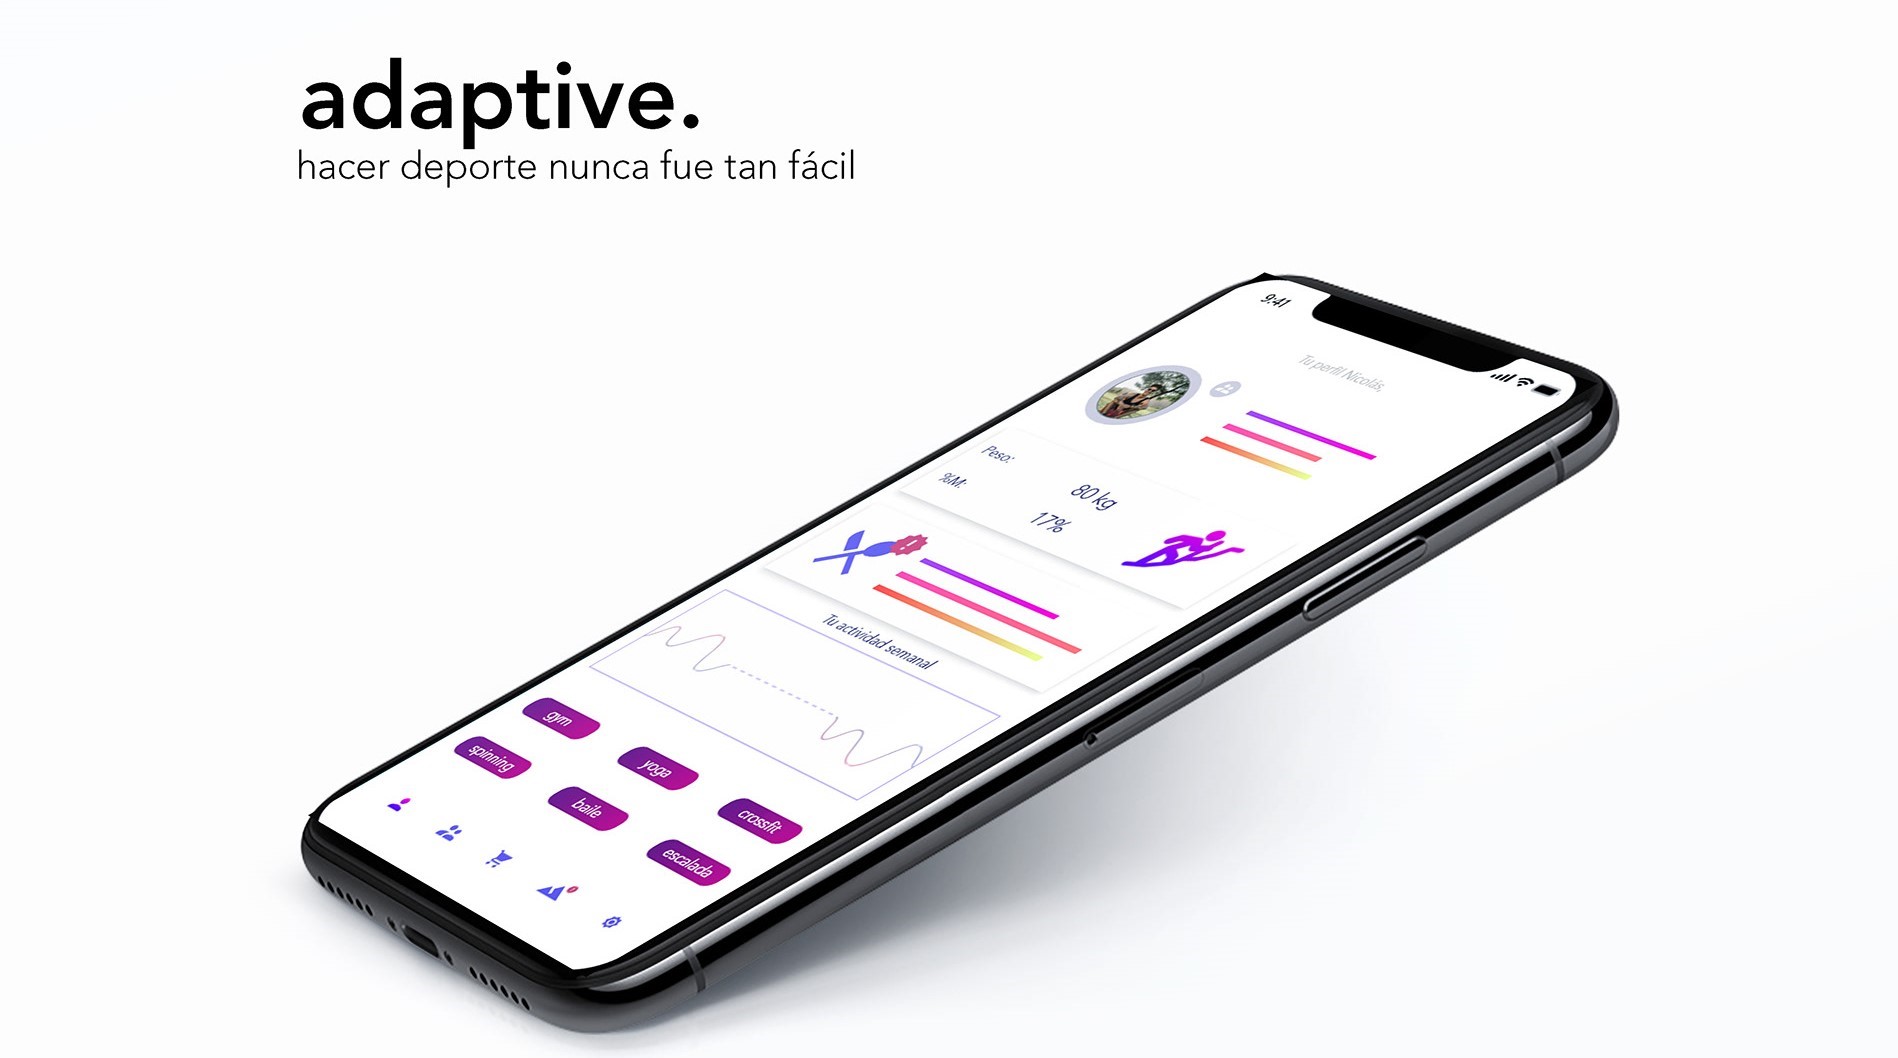 adaptive.
hacer deporte nunca fue tan fácil
9:41
Tu perfil Nicolás,
Peso:
80 kg
%M:
17%
Tu actividad semanal
gym
yoga
crossfit
spinning
baile
escalada